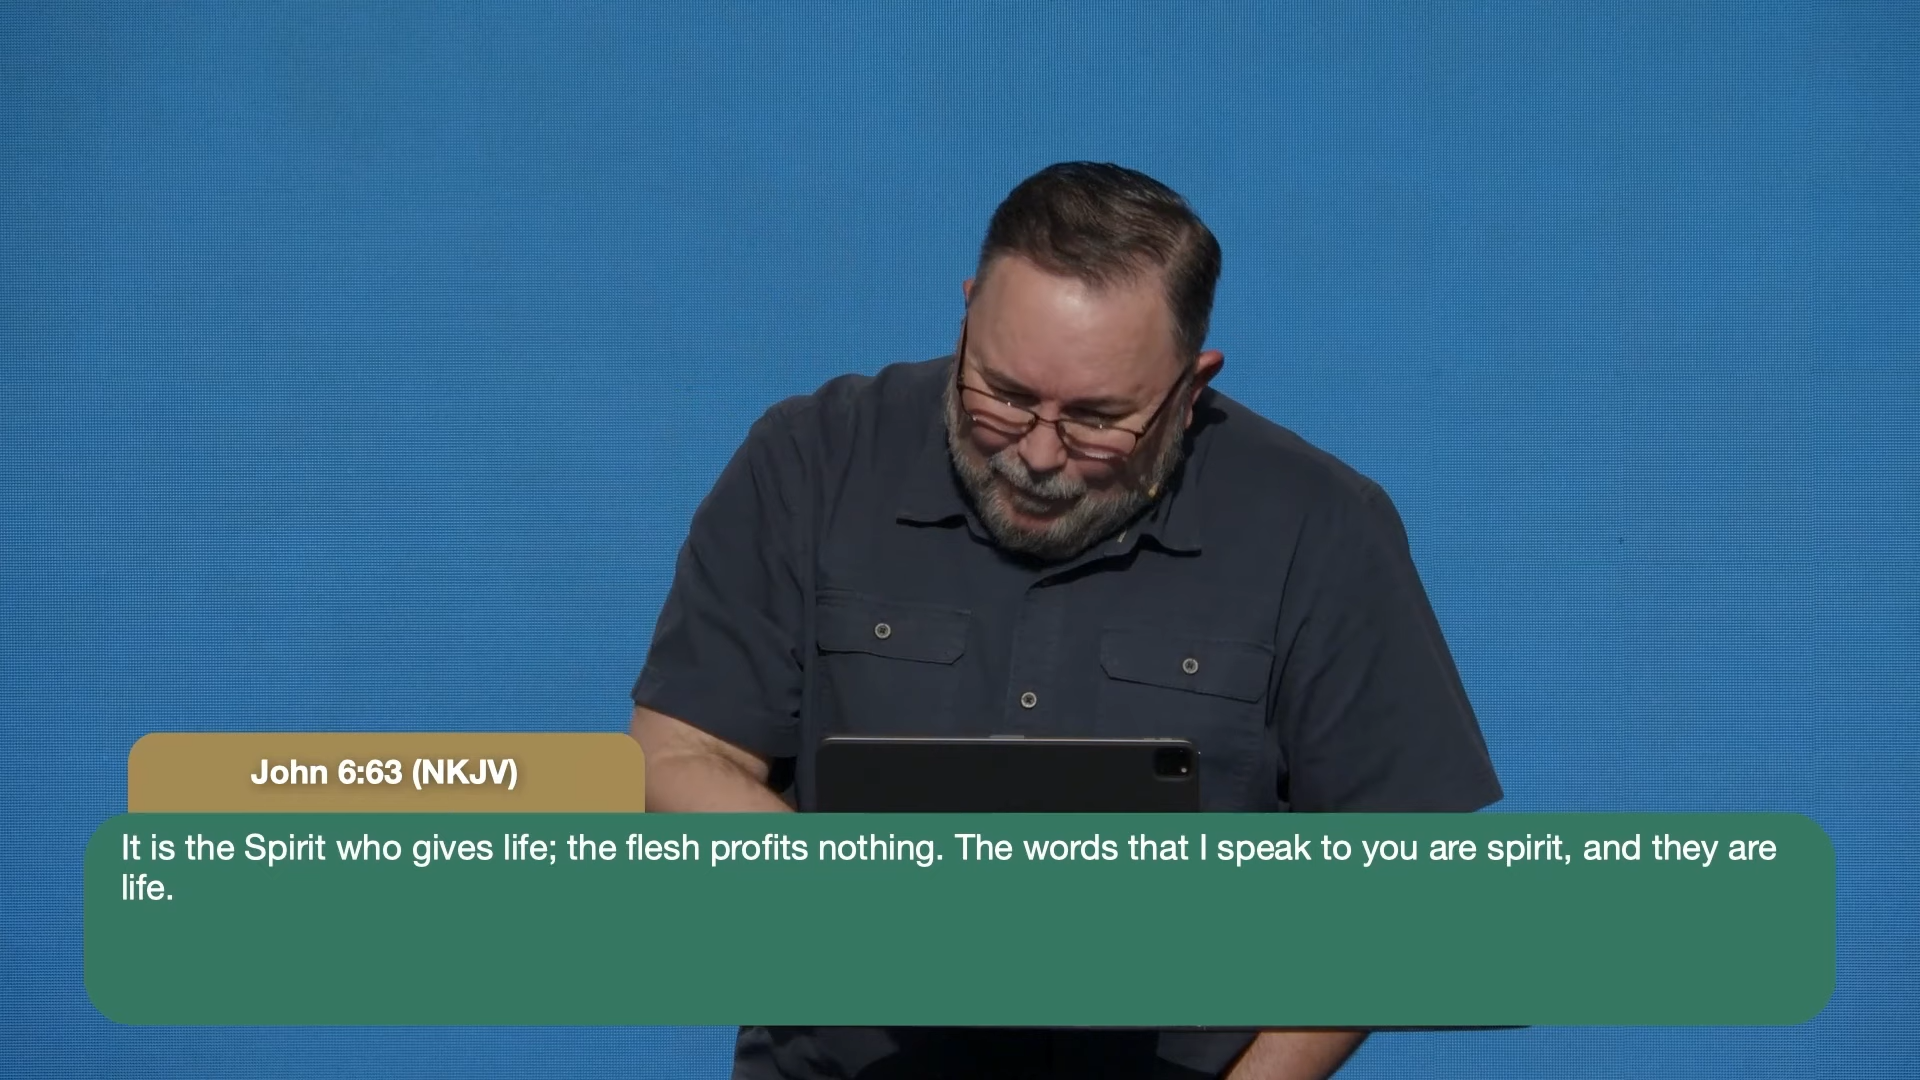 John 6:63 (NKJV)
It is the Spirit who gives life; the flesh profits nothing. The words that I speak to you are spirit, and they are
life.